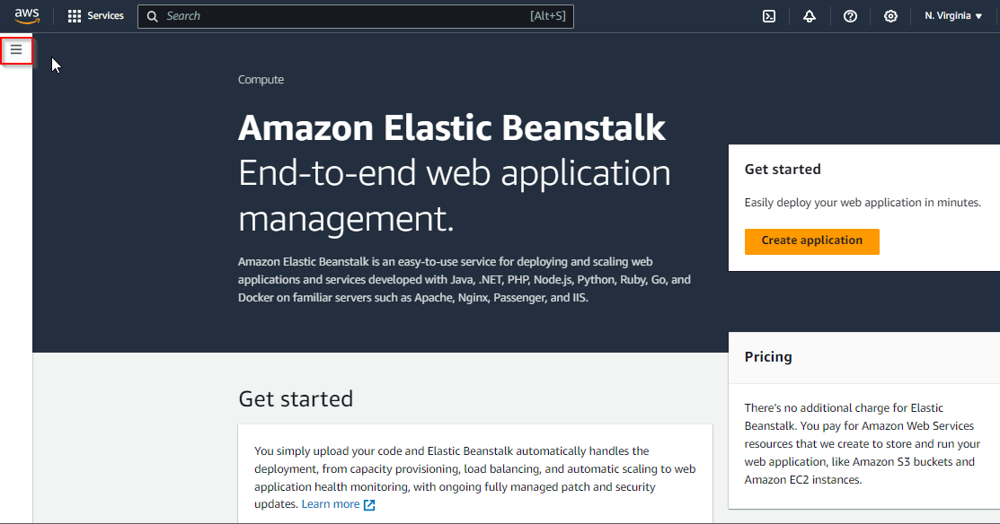 aws
Services
Search
[Alt+S]
N. Virginia
Compute
Amazon Elastic Beanstalk
End-to-end web application
management.
Amazon Elastic Beanstalk is an easy-to-use service for deploying and scaling web
applications and services developed with Java, .NET, PHP, Node.js, Python, Ruby, Go, and
Docker on familiar servers such as Apache, Nginx, Passenger, and IIS.
Get started
Easily deploy your web application in minutes.
Create application
Get started
You simply upload your code and Elastic Beanstalk automatically handles the
deployment, from capacity provisioning, load balancing, and automatic scaling to web
application health monitoring, with ongoing fully managed patch and security
updates. Learn more
Pricing
There's no additional charge for Elastic
Beanstalk. You pay for Amazon Web Services
resources that we create to store and run your
web application, like Amazon S3 buckets and
Amazon EC2 instances.